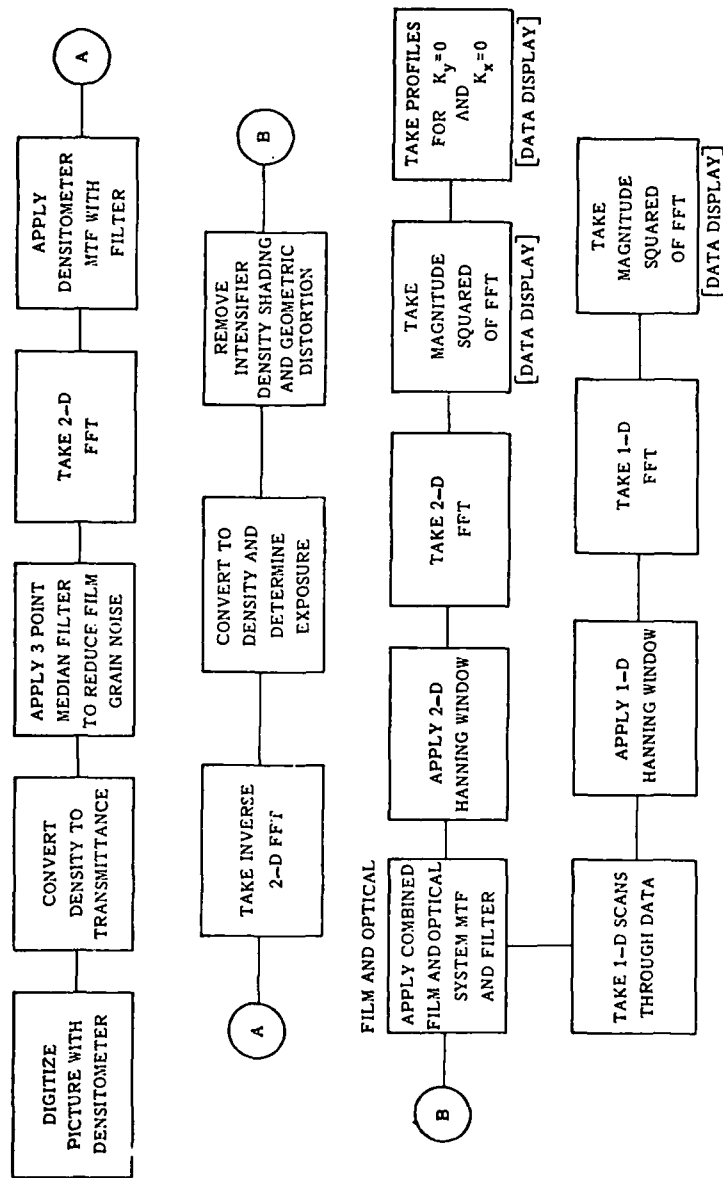 DIGITIZE
PICTURE WITH
DENSITOMETER
CONVERT
DENSITY TO
TRANSMITTANCE
APPLY 3 POINT
MEDIAN FILTER
TO REDUCE FILM
GRAIN NOISE
TAKE 2-D
FFT
APPLY
DENSITOMETER
MTF WITH
FILTER
A
A
TAKE INVERSE
2-D FFT
CONVERT TO
DENSITY AND
DETERMINE
EXPOSURE
REMOVE
INTENSIFIER
DENSITY SHADING
AND GEOMETRIC
DISTORTION
B
B
FILM AND OPTICAL
APPLY COMBINED
FILM AND OPTICAL
SYSTEM MTF
AND FILTER
APPLY 2-D
HANNING WINDOW
TAKE 2-D
FFT
TAKE
MAGNITUDE
SQUARED
OF FFT
[DATA DISPLAY]
TAKE PROFILES
FOR Ky=0
AND
Kx=0
[DATA DISPLAY]
TAKE 1-D SCANS
THROUGH DATA
APPLY 1-D
HANNING WINDOW
TAKE 1-D
FFT
TAKE
MAGNITUDE
SQUARED
OF FFT
[DATA DISPLAY]